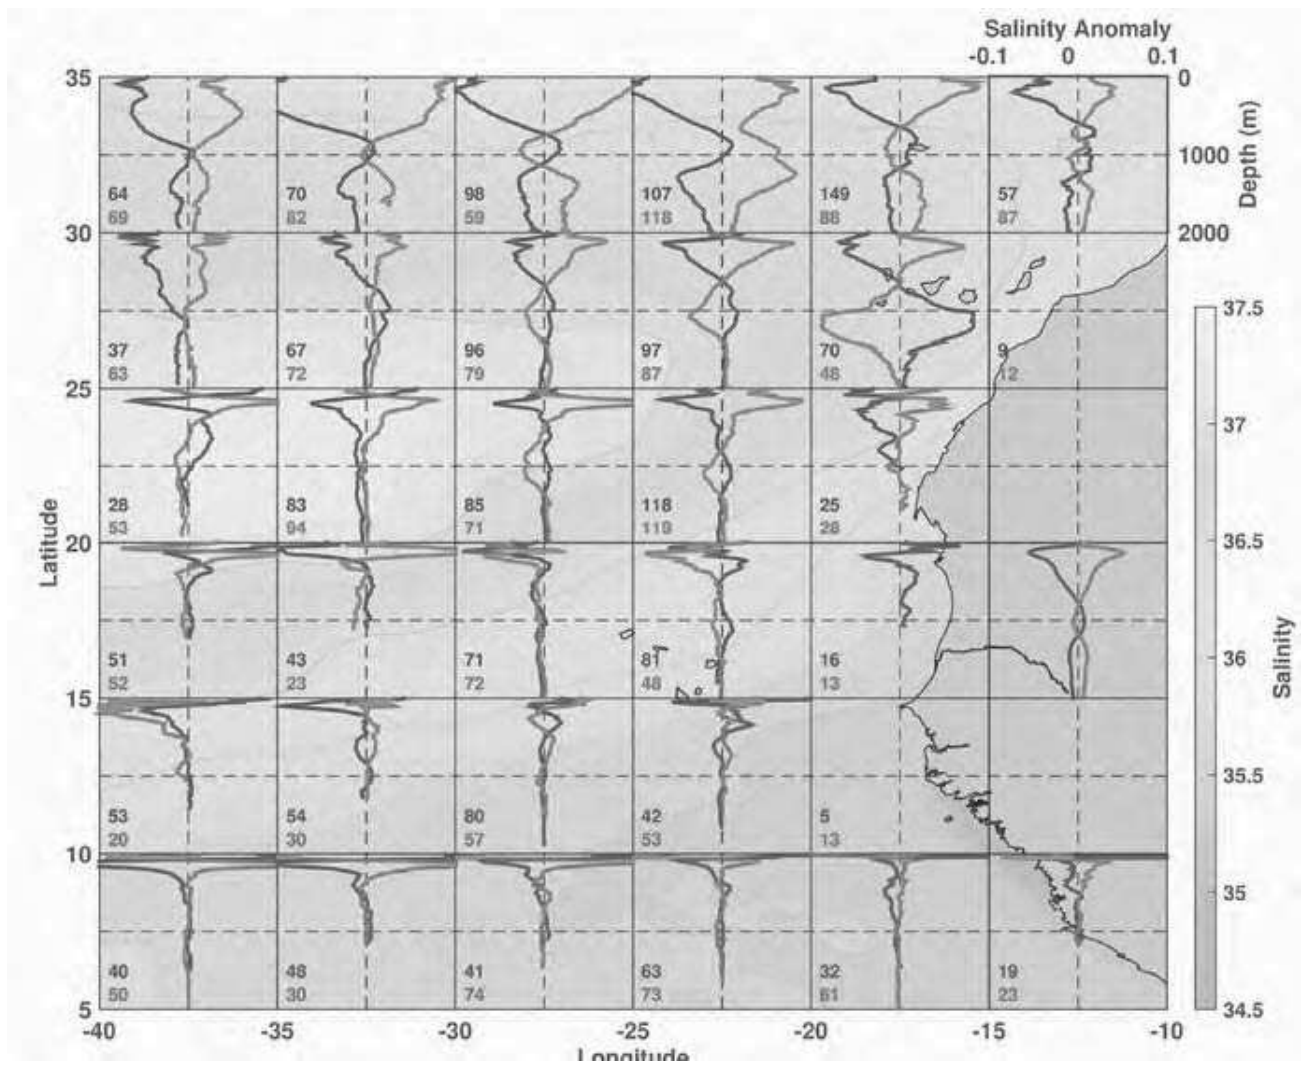 Salinity Anomaly
-0.1 0 0.1
35 0
1000
Depth (m)
64 70 98 107 149 57
69 82 59 118 88 87
30 2000
37.5
37 67 96 97 70 9
63 72 79 87 48 12
25
37
28 83 85 118 25
53 94 71 119 28
20 36.5
Latitude
Salinity
51 43 71 81 16 36
52 23 72 48 13
15
35.5
53 54 80 42 5
20 30 57 53 13
10
35
40 48 41 63 32 19
50 30 74 73 61 23
5 34.5
-40 -35 -30 -25 -20 -15 -10
Longitude